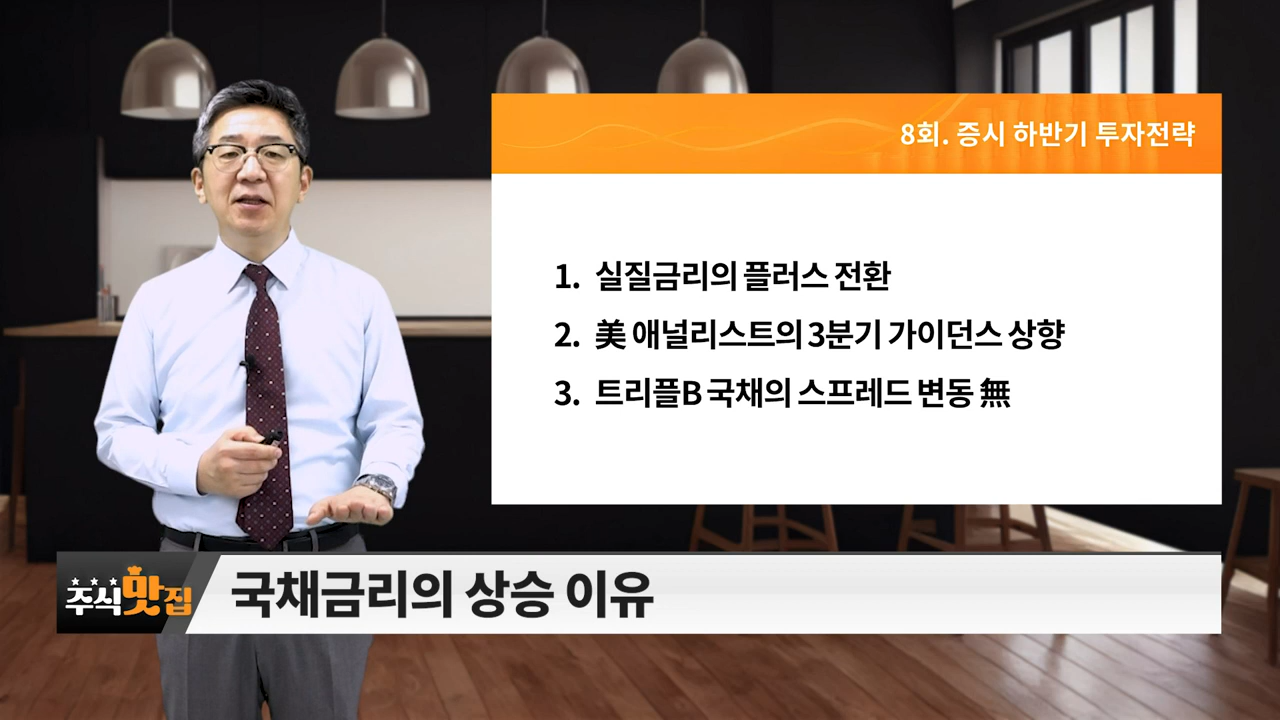 8회. 증시 하반기 투자전략
1. 실질금리의 플러스 전환
2. 美 애널리스트의 3분기 가이던스 상향
3. 트리플B 국채의 스프레드 변동 無
주식맛집
국채금리의 상승 이유